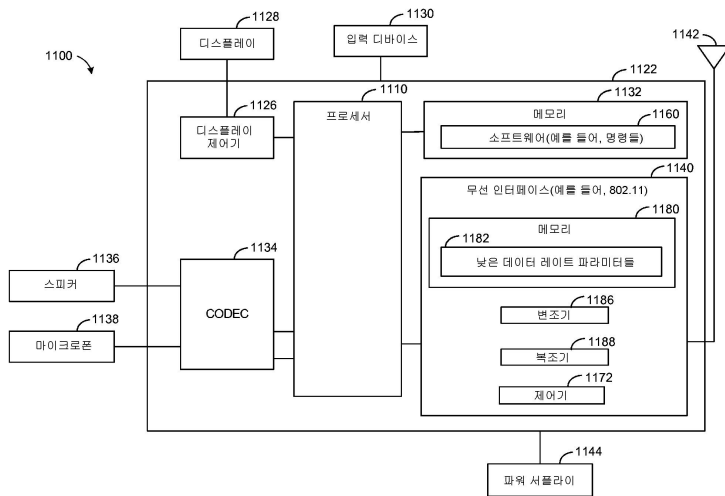 1128
디스플레이
1130
입력 디바이스
1142
1100
1122
1126
디스플레이
제어기
1110
프로세서
1132
메모리
1160
소프트웨어(예를 들어, 명령들)
1140
무선 인터페이스(예를 들어, 802.11)
1180
메모리
1182
낮은 데이터 레이트 파라미터들
1136
스피커
1134
CODEC
1138
마이크로폰
1186
변조기
1188
복조기
1172
제어기
1144
파워 서플라이